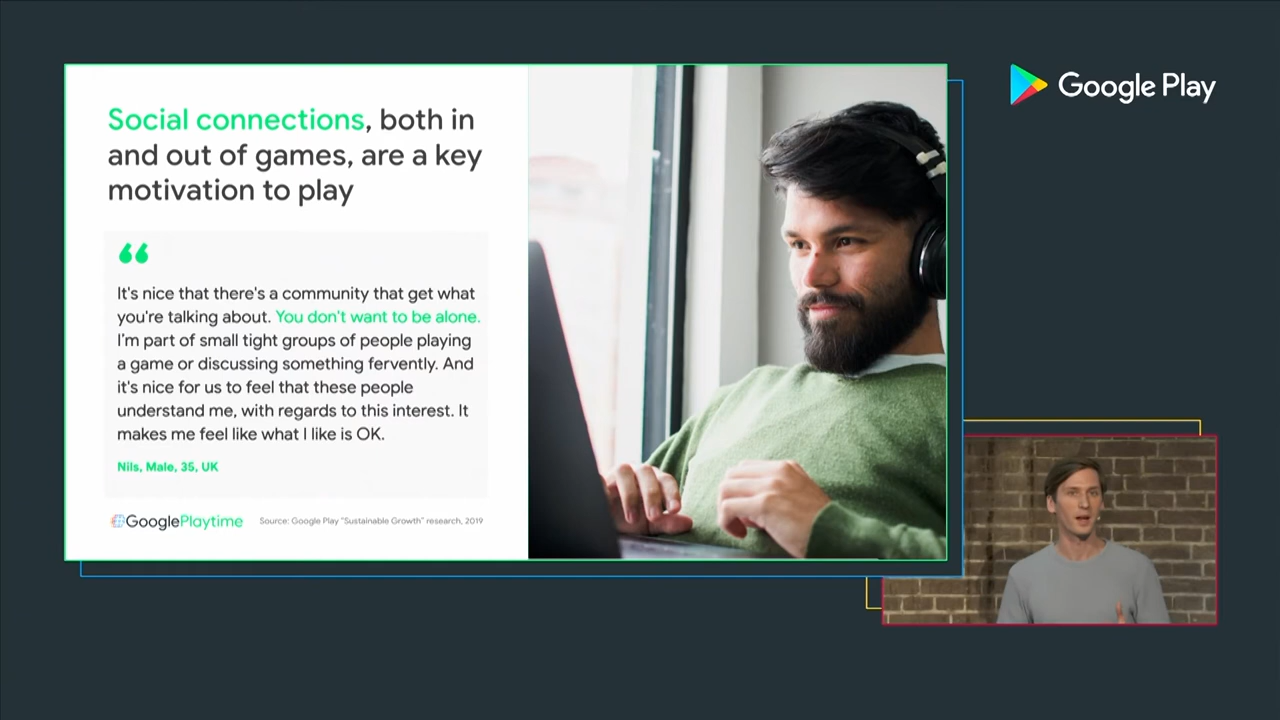 Google Play
Social connections, both in
and out of games, are a key
motivation to play
“
It's nice that there's a community that get what
you're talking about. You don't want to be alone.
I'm part of small tight groups of people playing
a game or discussing something fervently. And
it's nice for us to feel that these people
understand me, with regards to this interest. It
makes me feel like what I like is OK.
Nils, Male, 35, UK
#GooglePlaytime
Source: Google Play "Sustainable Growth" research, 2019